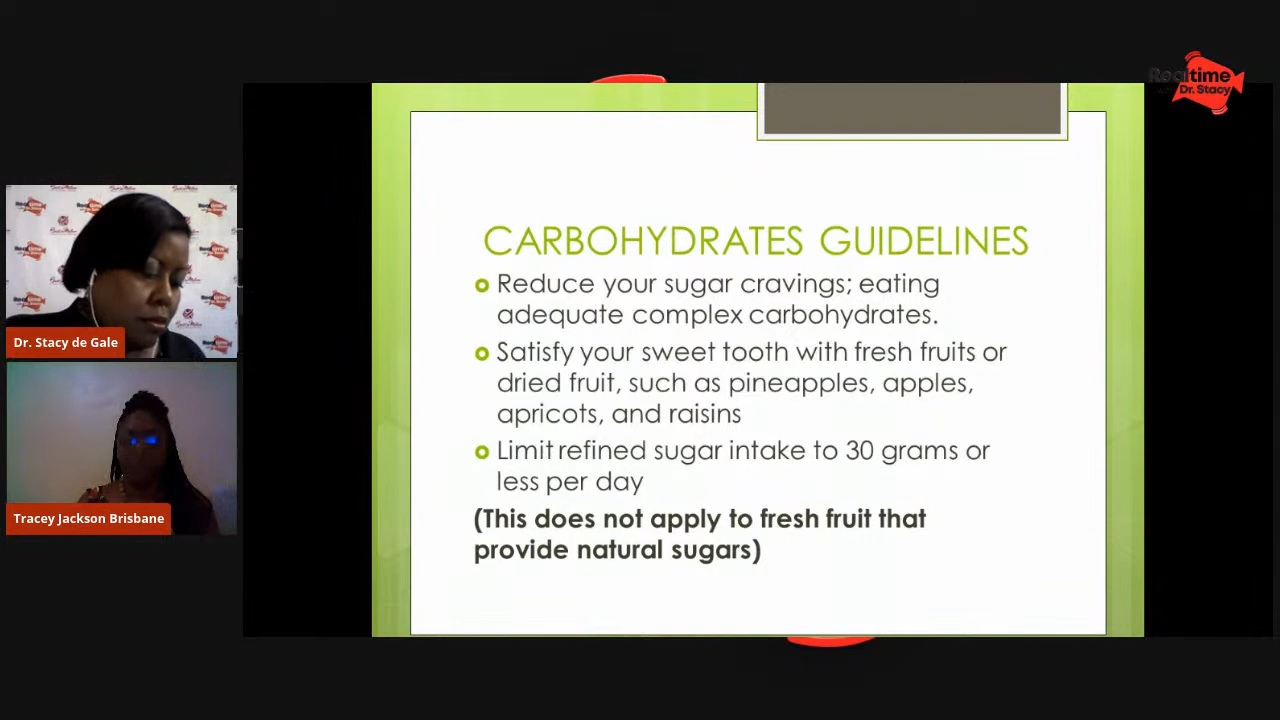 Realtime
Dr. Stacy
CARBOHYDRATES GUIDELINES
Reduce your sugar cravings; eating
adequate complex carbohydrates.
Satisfy your sweet tooth with fresh fruits or
dried fruit, such as pineapples, apples,
apricots, and raisins
Limit refined sugar intake to 30 grams or
less per day
(This does not apply to fresh fruit that
provide natural sugars)
Dr. Stacy de Gale
Tracey Jackson Brisbane